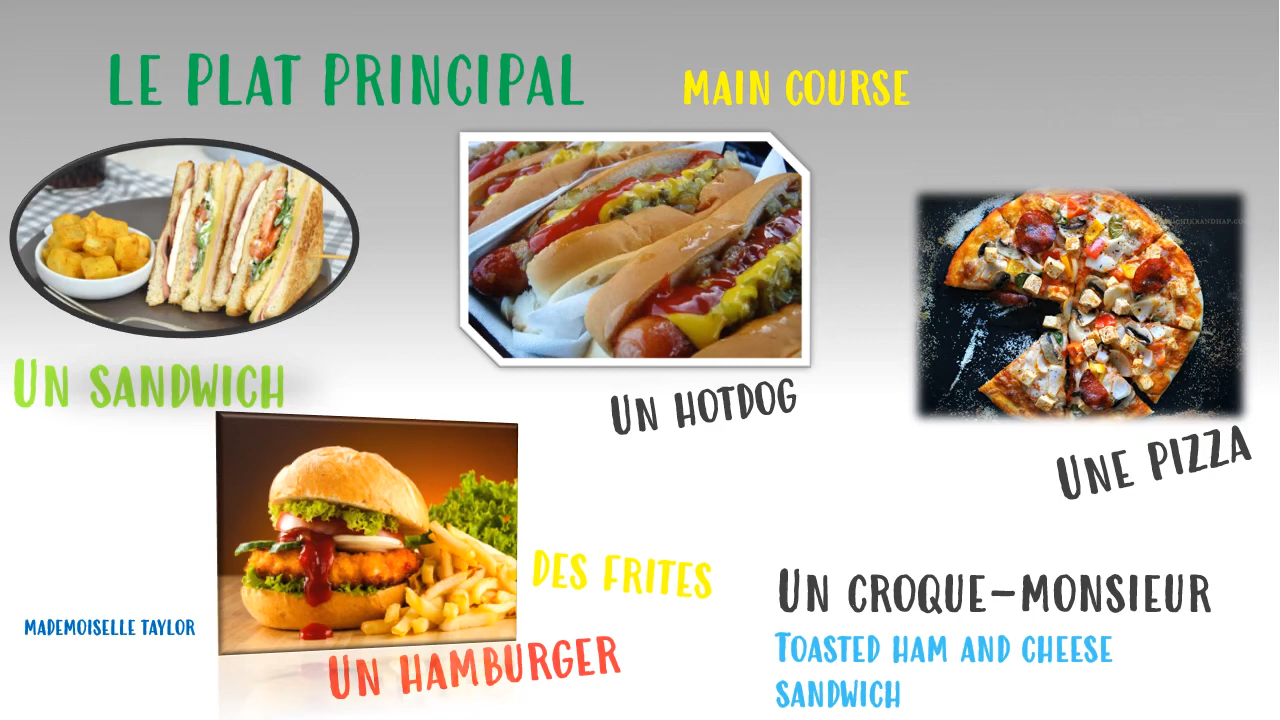 LE PLAT PRINCIPAL
MAIN COURSE
UN SANDWICH
UN HOTDOG
UNE PIZZA
DES FRITES
UN HAMBURGER
UN CROQUE-MONSIEUR
TOASTED HAM AND CHEESE
SANDWICH
MADEMOISELLE TAYLOR